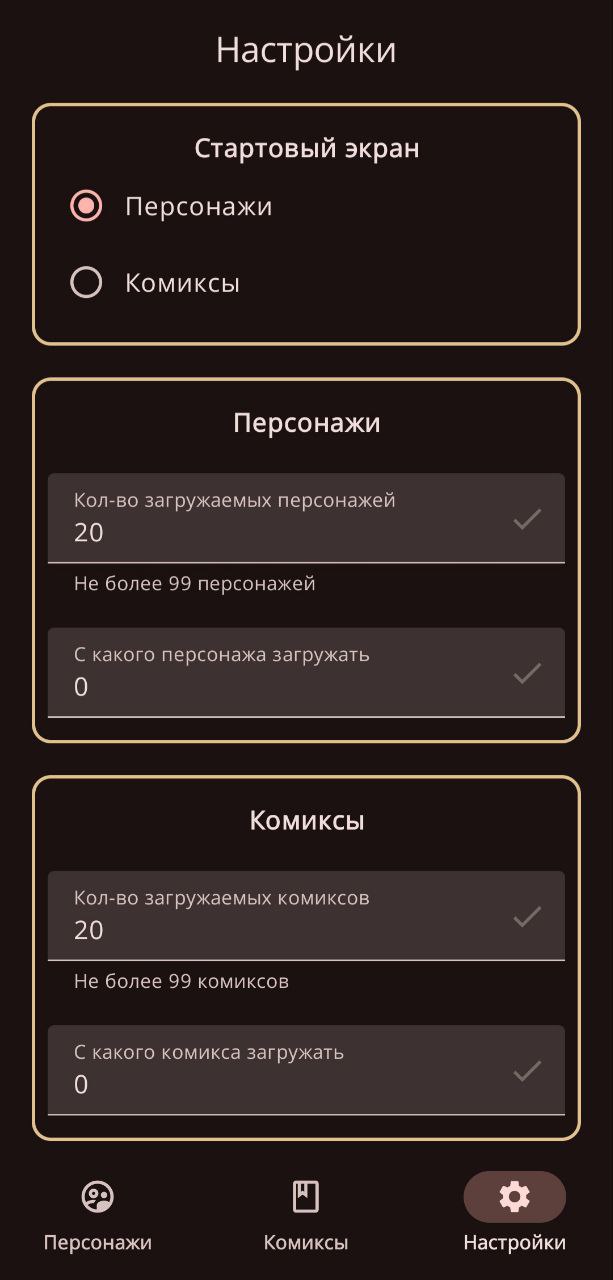 Настройки
Стартовый экран
Персонажи
Комиксы
Персонажи
Кол-во загружаемых персонажей
20
Не более 99 персонажей
С какого персонажа загружать
0
Комиксы
Кол-во загружаемых комиксов
20
Не более 99 комиксов
С какого комикса загружать
0
Персонажи Комиксы Настройки